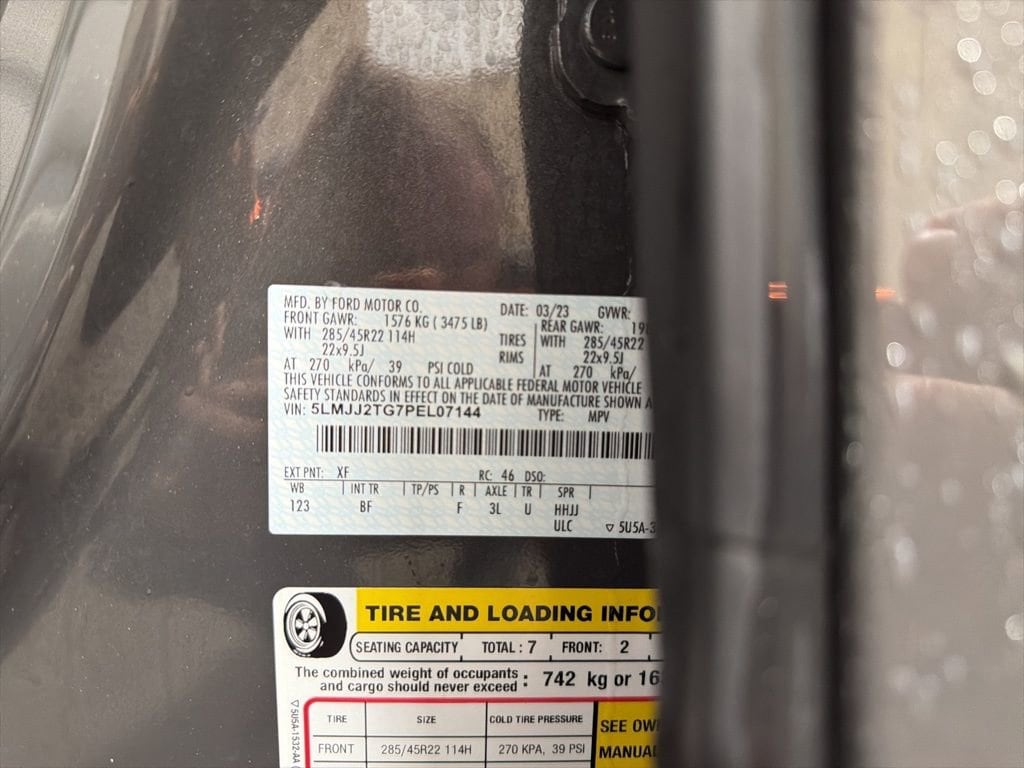 MFD. BY FORD MOTOR CO.
DATE: 03/23 GVWR:
FRONT GAWR: 1576 KG ( 3475 LB)
REAR GAWR:
WITH 285/45R22 114H TIRES WITH 285/45R22
22x9.5J RIMS 22x9.5J
AT 270 kPa/ 39 PSI COLD AT 270 kPa/
THIS VEHICLE CONFORMS TO ALL APPLICABLE FEDERAL MOTOR VEHICLE
SAFETY STANDARDS IN EFFECT ON THE DATE OF MANUFACTURE SHOWN
VIN: 5LMJJ2TG7PEL07144 TYPE: MPV
EXT PNT: XF RC: 46 DSO:
WB INT TR TP/PS R AXLE TR SPR
123 BF F 3L U HHJJ
ULC
TIRE AND LOADING
SEATING CAPACITY TOTAL : 7 FRONT: 2
The combined weight of occupants
and cargo should never exceed : 742 kg or
TIRE SIZE COLD TIRE PRESSURE
SEE
FRONT 285/45R22 114H 270 KPA, 39 PSI MANUAL
5U5A-1532-AA